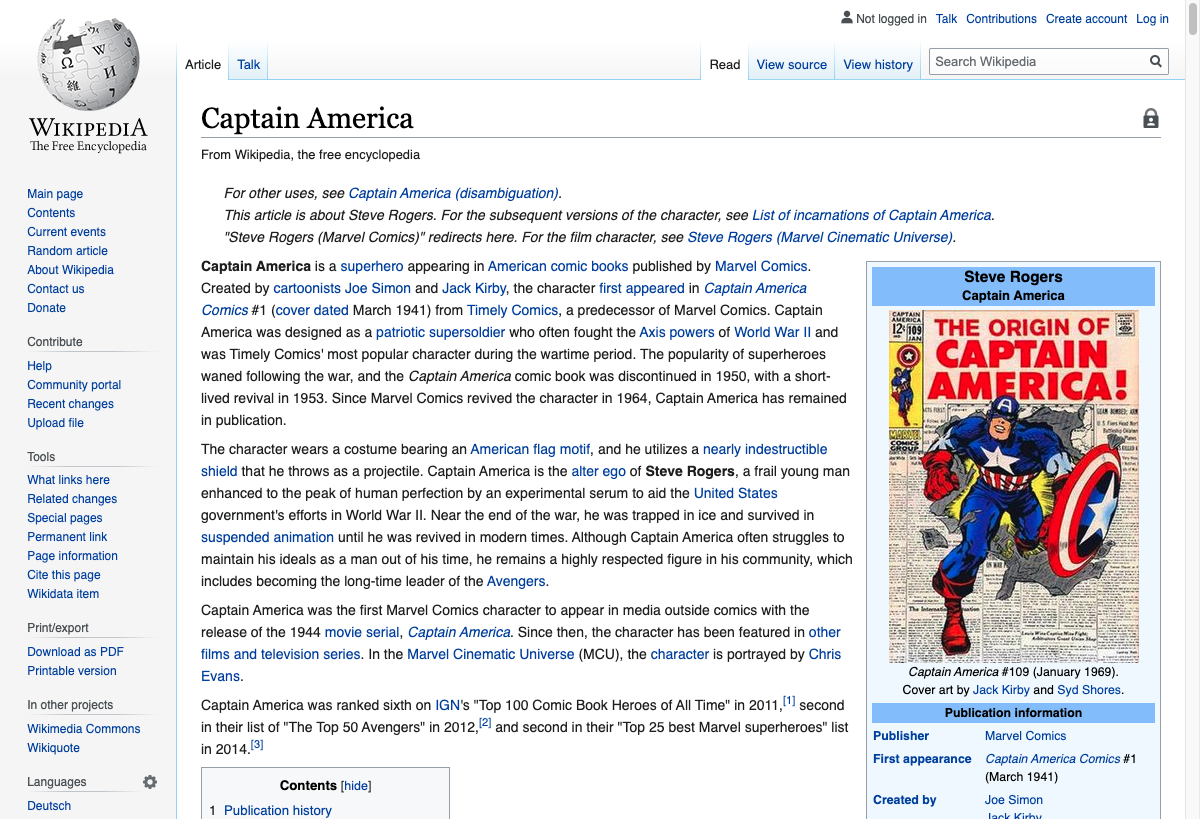 Not logged in Talk Contributions Create account Log in
Article Talk Read View source View history Search Wikipedia
WIKIPEDIA
The Free Encyclopedia
Main page
Contents
Current events
Random article
About Wikipedia
Contact us
Donate
Contribute
Help
Community portal
Recent changes
Upload file
Tools
What links here
Related changes
Special pages
Permanent link
Page information
Cite this page
Wikidata item
Print/export
Download as PDF
Printable version
In other projects
Wikimedia Commons
Wikiquote
Languages
Deutsch
Captain America
From Wikipedia, the free encyclopedia
For other uses, see Captain America (disambiguation).
This article is about Steve Rogers. For the subsequent versions of the character, see List of incarnations of Captain America.
"Steve Rogers (Marvel Comics)" redirects here. For the film character, see Steve Rogers (Marvel Cinematic Universe).
Captain America is a superhero appearing in American comic books published by Marvel Comics.
Created by cartoonists Joe Simon and Jack Kirby, the character first appeared in Captain America
Comics #1 (cover dated March 1941) from Timely Comics, a predecessor of Marvel Comics. Captain
America was designed as a patriotic supersoldier who often fought the Axis powers of World War II and
was Timely Comics' most popular character during the wartime period. The popularity of superheroes
waned following the war, and the Captain America comic book was discontinued in 1950, with a short-
lived revival in 1953. Since Marvel Comics revived the character in 1964, Captain America has remained
in publication.
The character wears a costume bearing an American flag motif, and he utilizes a nearly indestructible
shield that he throws as a projectile. Captain America is the alter ego of Steve Rogers, a frail young man
enhanced to the peak of human perfection by an experimental serum to aid the United States
government's efforts in World War II. Near the end of the war, he was trapped in ice and survived in
suspended animation until he was revived in modern times. Although Captain America often struggles to
maintain his ideals as a man out of his time, he remains a highly respected figure in his community, which
includes becoming the long-time leader of the Avengers.
Captain America was the first Marvel Comics character to appear in media outside comics with the
release of the 1944 movie serial, Captain America. Since then, the character has been featured in other
films and television series. In the Marvel Cinematic Universe (MCU), the character is portrayed by Chris
Evans.
Captain America was ranked sixth on IGN's "Top 100 Comic Book Heroes of All Time" in 2011,[1] second
in their list of "The Top 50 Avengers" in 2012,[2] and second in their "Top 25 best Marvel superheroes" list
in 2014.[3]
Contents [hide]
1 Publication history
Steve Rogers
Captain America
CAPTAIN
AMERICA
12¢ 109
JAN
MARVEL
COMICS
GROUP
THE ORIGIN OF
CAPTAIN
AMERICA!
Captain America #109 (January 1969).
Cover art by Jack Kirby and Syd Shores.
Publication information
Publisher Marvel Comics
First appearance Captain America Comics #1
(March 1941)
Created by Joe Simon
Jack Kirby